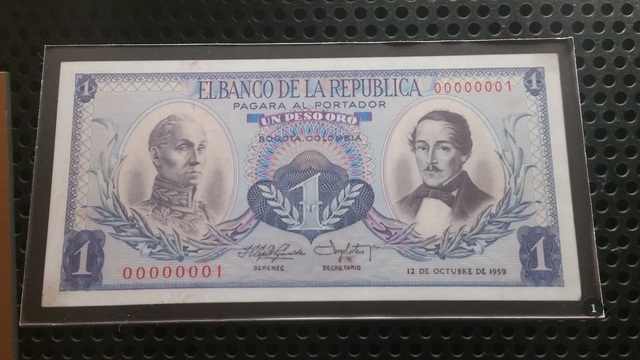 1
EL BANCO DE LA REPUBLICA
00000001
PAGARA AL PORTADOR
UN PESO ORO
BOGOTA, COLOMBIA
1
1
1
00000001
GERENTE
SECRETARIO
12 DE OCTUBRE DE 1959
1
1